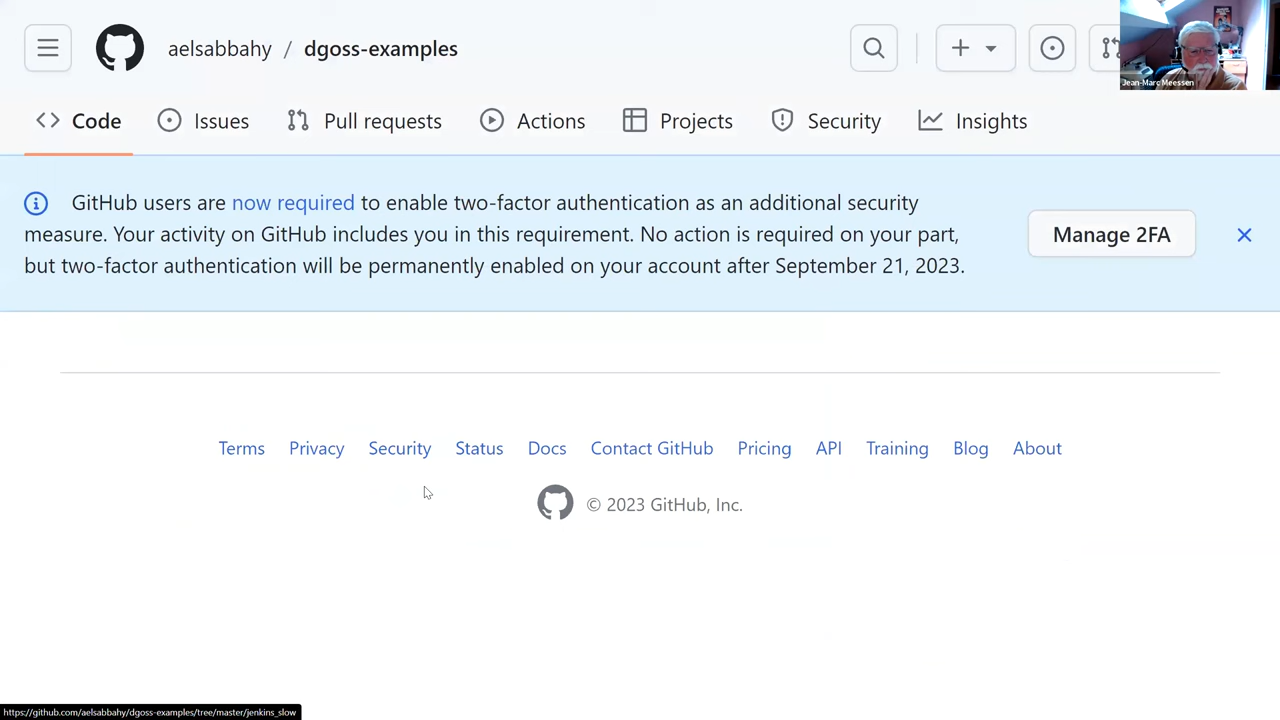 aelsabbahy / dgoss-examples
Jean-Marc Meessen
Code Issues Pull requests Actions Projects Security Insights
GitHub users are now required to enable two-factor authentication as an additional security
measure. Your activity on GitHub includes you in this requirement. No action is required on your part,
but two-factor authentication will be permanently enabled on your account after September 21, 2023.
Manage 2FA
Terms Privacy Security Status Docs Contact GitHub Pricing API Training Blog About
© 2023 GitHub, Inc.
https://github.com/aelsabbahy/dgoss-examples/tree/master/jenkins_slow